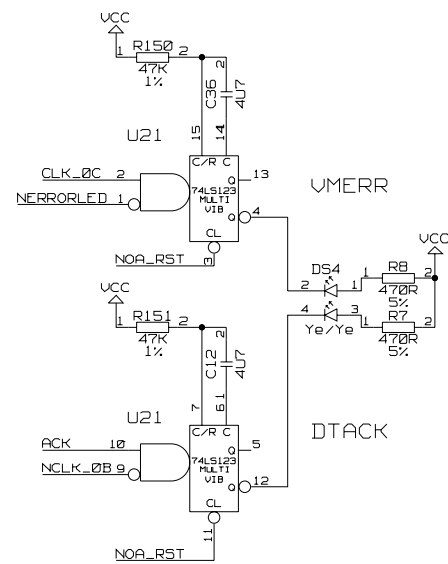 VCC
1 R150 2
47K
1%
2
C36
4U7
15
14
U21
C/R C
CLK_0C 2
Q 13
74LS123
MULTI
VIB
VMERR
NERRORLED 1
Q 4
CL
3
NOA_RST
VCC
DS4
2 1
1 R8 2
470R
5%
4 3
Ye/Ye
1 R7 2
470R
5%
VCC
1 R151 2
47K
1%
2
C12
4U7
7
6 1
U21
C/R C
DTACK
ACK 10
Q 5
74LS123
MULTI
VIB
NCLK_0B 9
Q 12
CL
11
NOA_RST